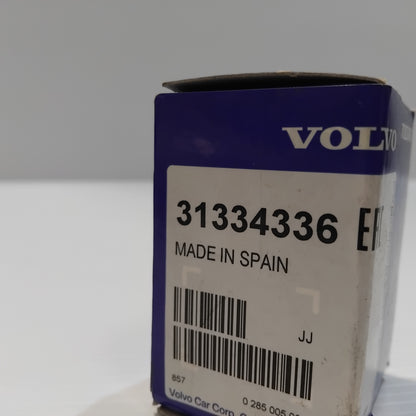 VOLVO
31334336
MADE IN SPAIN
JJ
857
0 285 005
Volvo Car Corp.